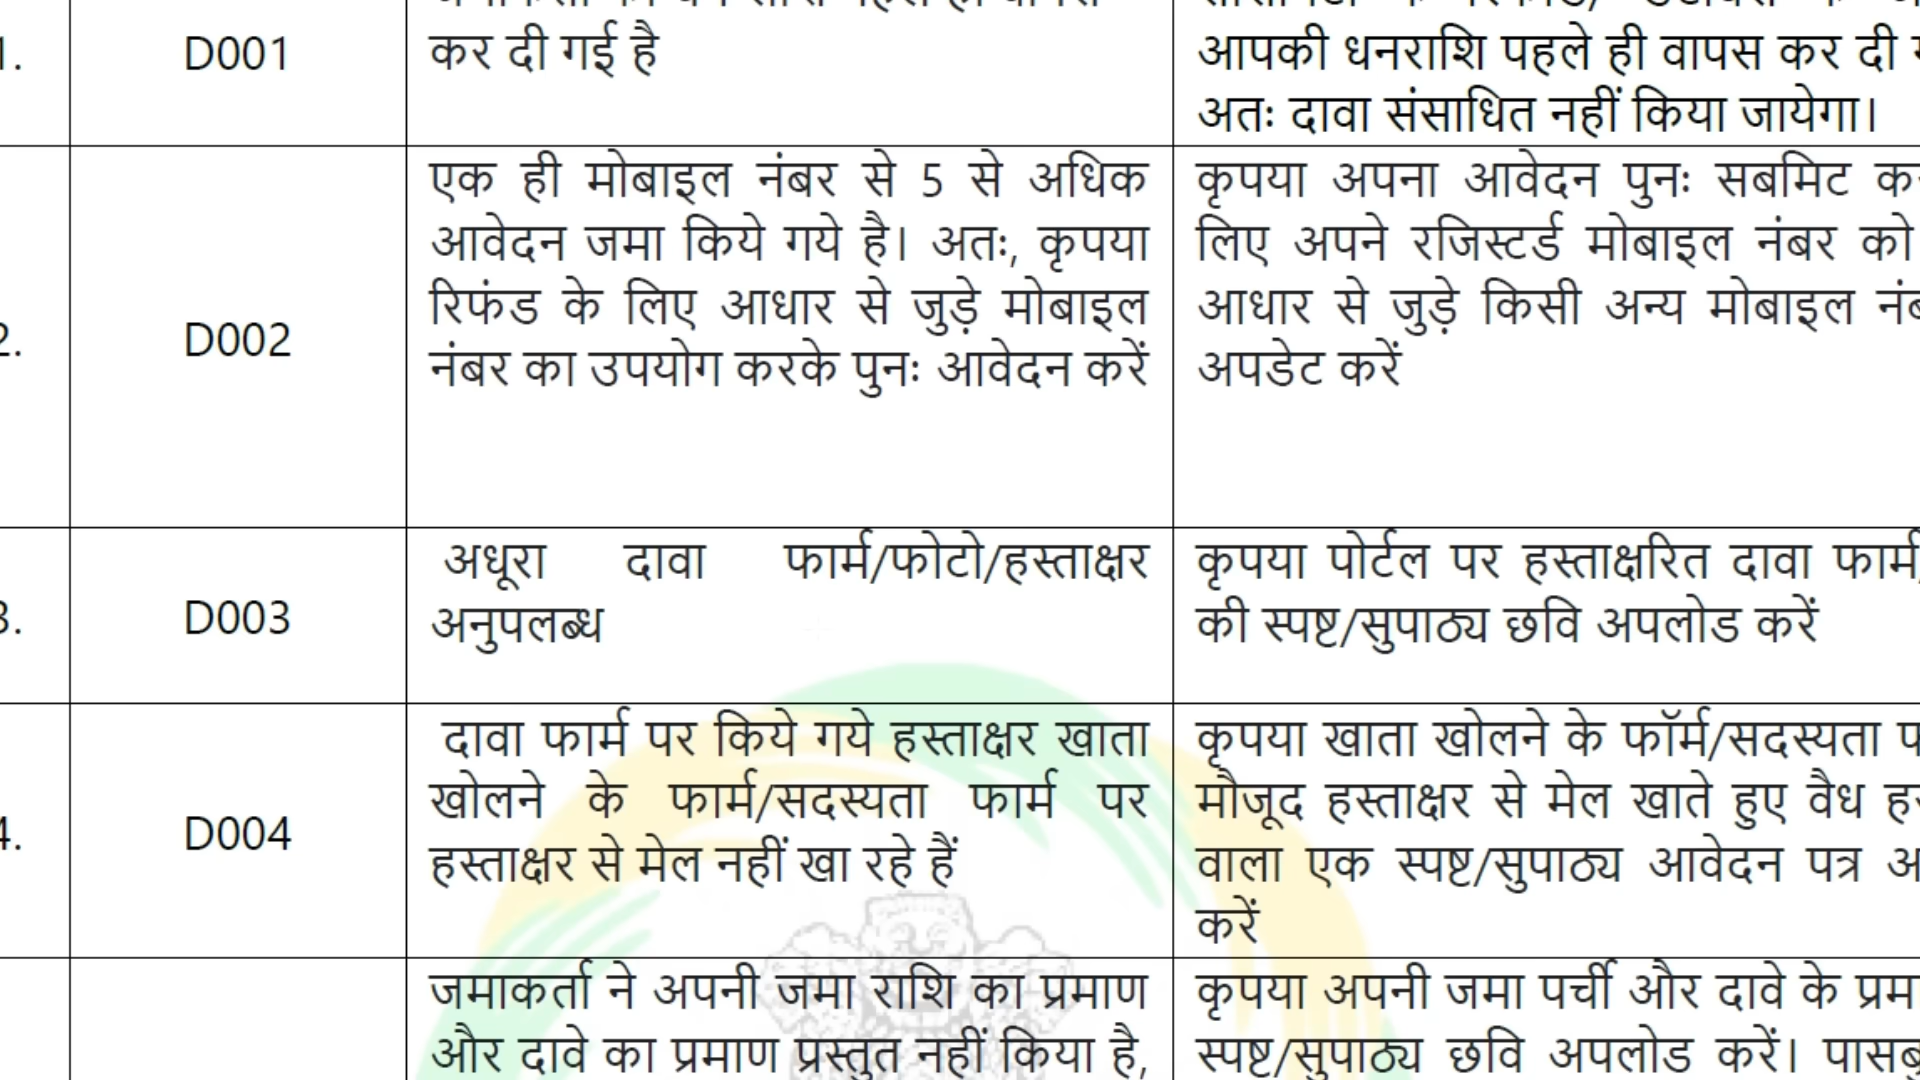 1.
D001
कर दी गई है
आपकी धनराशि पहले ही वापस कर दी
अतः दावा संसाधित नहीं किया जायेगा।
2.
D002
एक ही मोबाइल नंबर से 5 से अधिक
आवेदन जमा किये गये है। अतः, कृपया
रिफंड के लिए आधार से जुड़े मोबाइल
नंबर का उपयोग करके पुनः आवेदन करें
कृपया अपना आवेदन पुनः सबमिट
लिए अपने रजिस्टर्ड मोबाइल नंबर को
आधार से जुड़े किसी अन्य मोबाइल
अपडेट करें
3.
D003
अधूरा दावा फार्म/फोटो/हस्ताक्षर
अनुपलब्ध
कृपया पोर्टल पर हस्ताक्षरित दावा फार्म/
की स्पष्ट/सुपाठ्य छवि अपलोड करें
4.
D004
दावा फार्म पर किये गये हस्ताक्षर खाता
खोलने के फार्म/सदस्यता फार्म पर
हस्ताक्षर से मेल नहीं खा रहे हैं
कृपया खाता खोलने के फॉर्म/सदस्यता
मौजूद हस्ताक्षर से मेल खाते हुए वैध
वाला एक स्पष्ट/सुपाठ्य आवेदन पत्र
करें
जमाकर्ता ने अपनी जमा राशि का प्रमाण
और दावे का प्रमाण प्रस्तुत नहीं किया है,
कृपया अपनी जमा पर्ची और दावे के
स्पष्ट/सुपाठ्य छवि अपलोड करें।